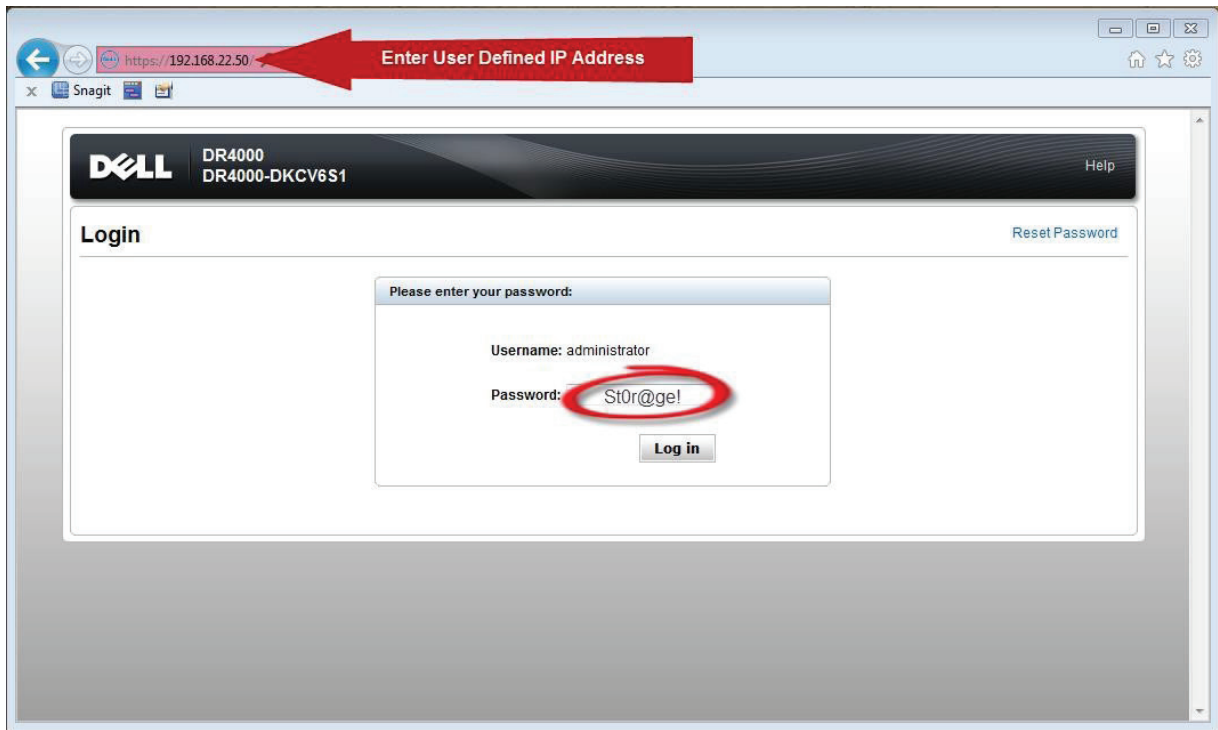 https://192.168.22.50/
Enter User Defined IP Address
x Snagit
DELL
DR4000
DR4000-DKCV6S1
Help
Login
Reset Password
Please enter your password:
Username: administrator
Password: St0r@ge!
Log in